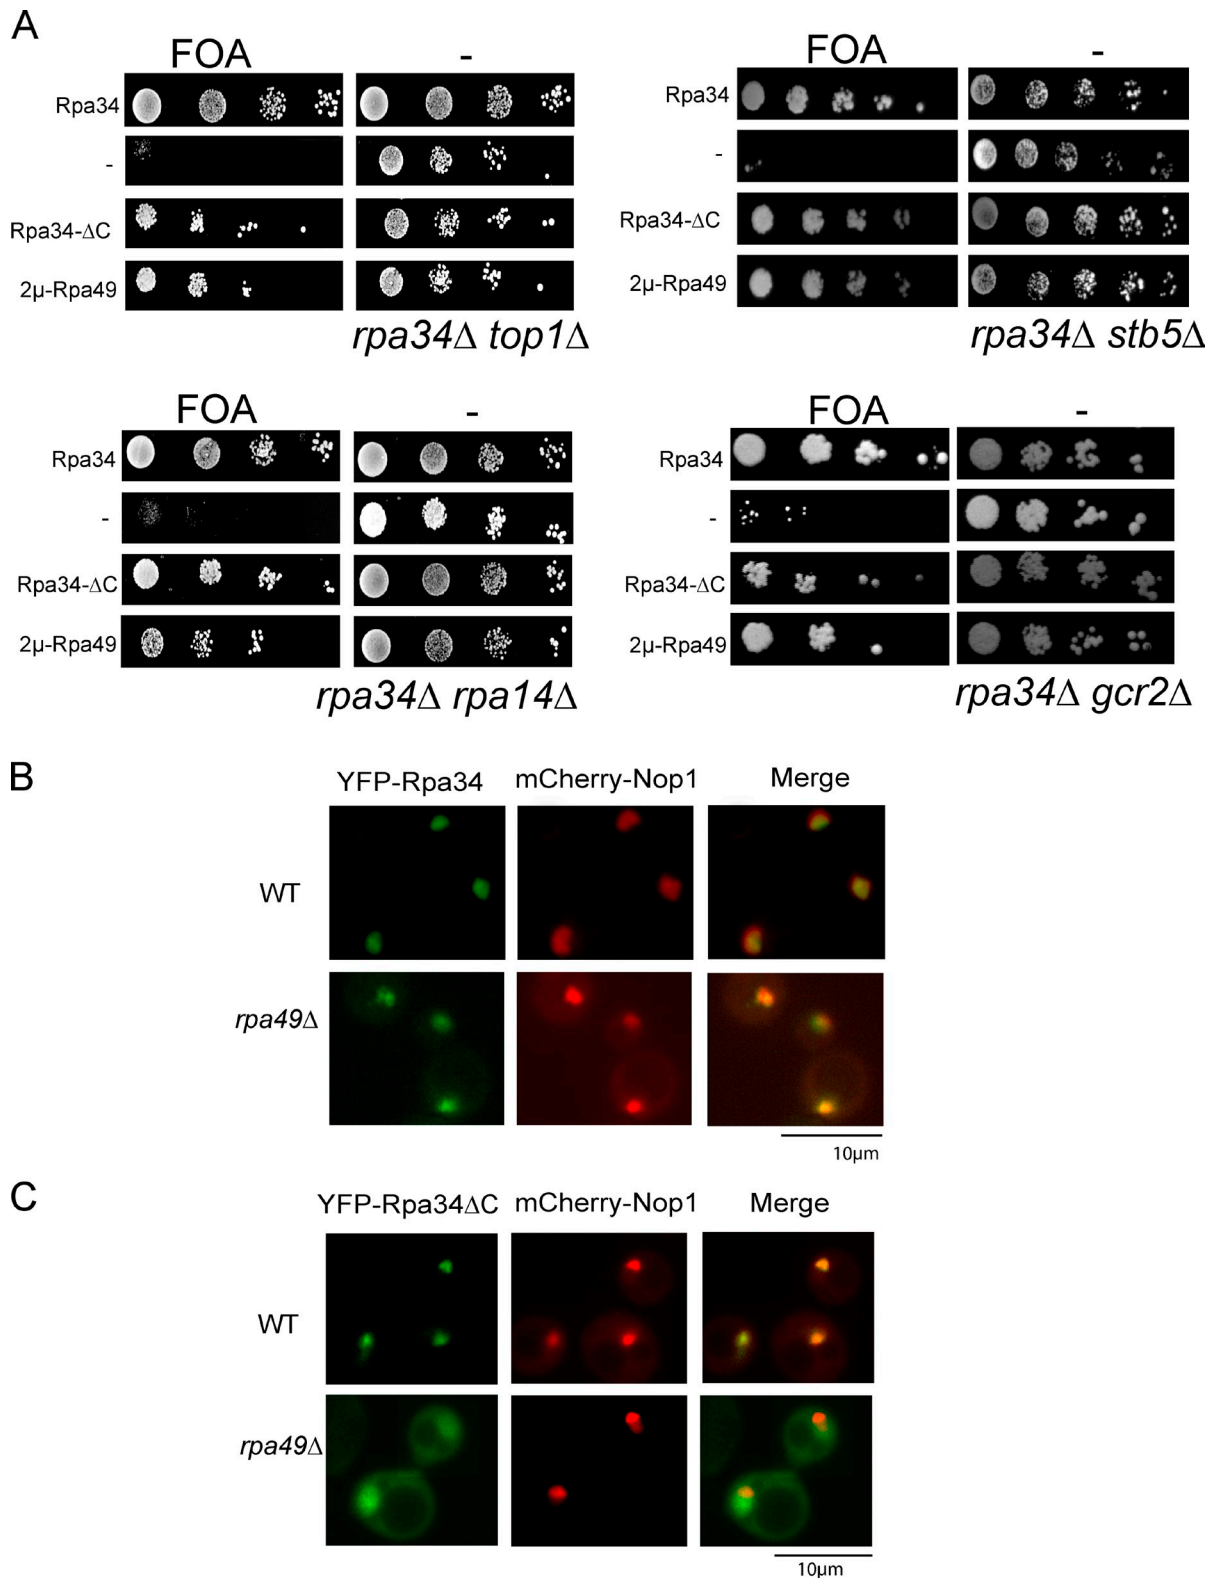 A
FOA -
Rpa34
-
Rpa34-ΔC
2µ-Rpa49
rpa34Δ top1Δ
FOA -
Rpa34
-
Rpa34-ΔC
2µ-Rpa49
rpa34Δ stb5Δ
FOA -
Rpa34
-
Rpa34-ΔC
2µ-Rpa49
rpa34Δ rpa14Δ
FOA -
Rpa34
-
Rpa34-ΔC
2µ-Rpa49
rpa34Δ gcr2Δ
B
YFP-Rpa34 mCherry-Nop1 Merge
WT
rpa49Δ
10µm
C
YFP-Rpa34ΔC mCherry-Nop1 Merge
WT
rpa49Δ
10µm